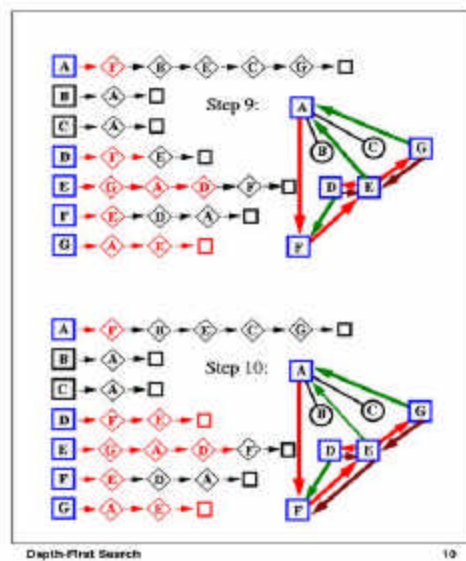 A F B E C G
B A
Step 9:
C A
D F E
E G A D F
F E D A
G A E
A
B
C
G
D
E
F
A F B E C G
B A
Step 10:
C A
D F E
E G A D F
F E D A
G A E
A
B
C
G
D
E
F
Depth-First Search 10